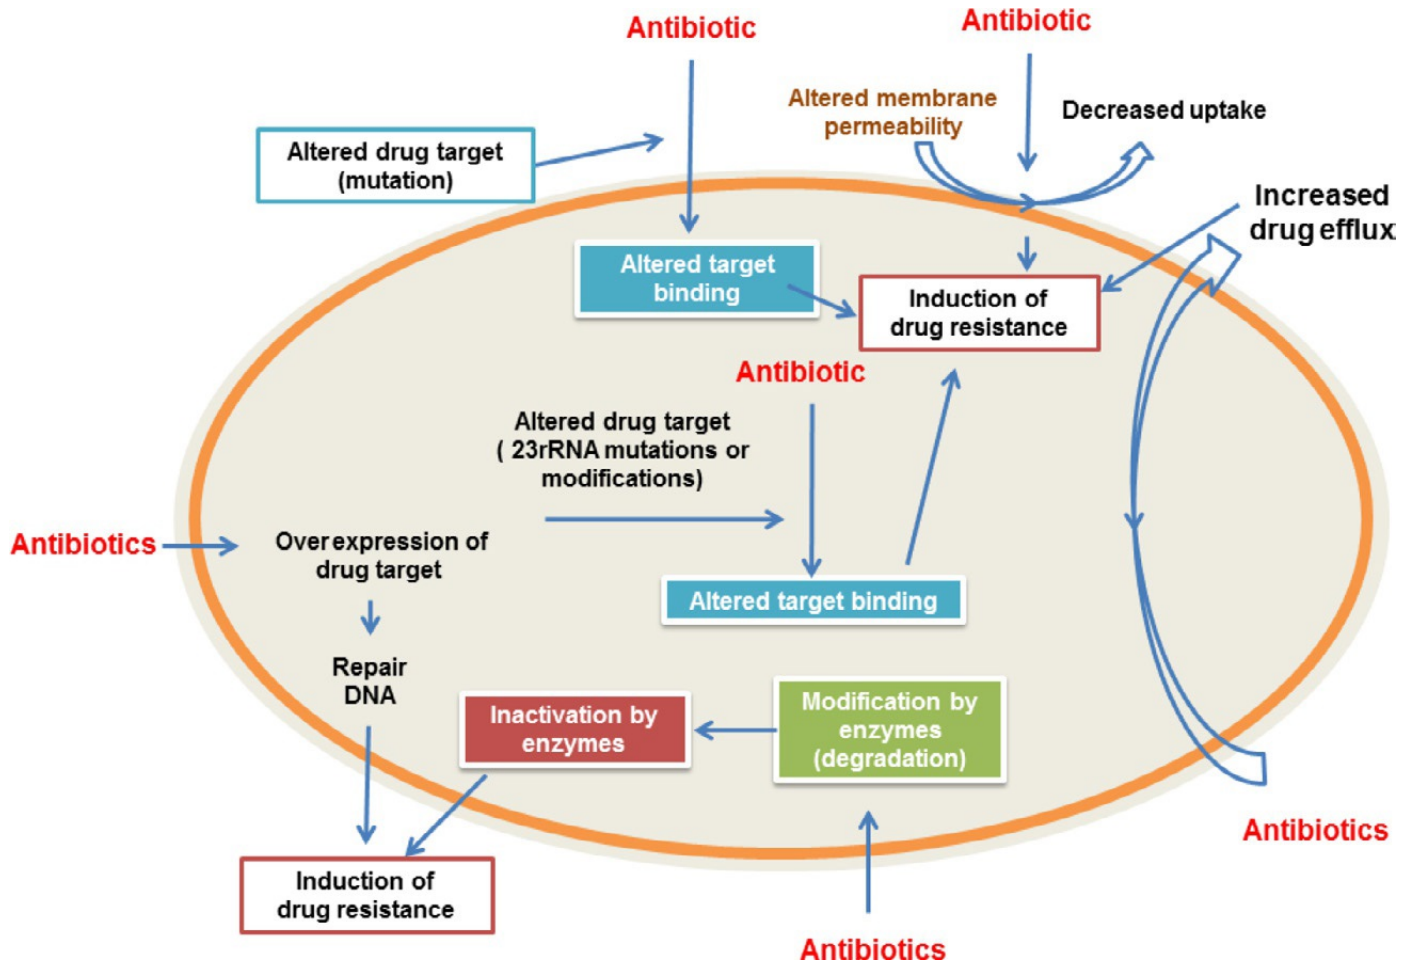 Antibiotic
Antibiotic
Altered membrane
permeability
Decreased uptake
Altered drug target
(mutation)
Increased
drug efflux
Altered target
binding
Induction of
drug resistance
Antibiotic
Altered drug target
( 23rRNA mutations or
modifications)
Antibiotics
Over expression of
drug target
Altered target binding
Repair
DNA
Inactivation by
enzymes
Modification by
enzymes
(degradation)
Antibiotics
Induction of
drug resistance
Antibiotics